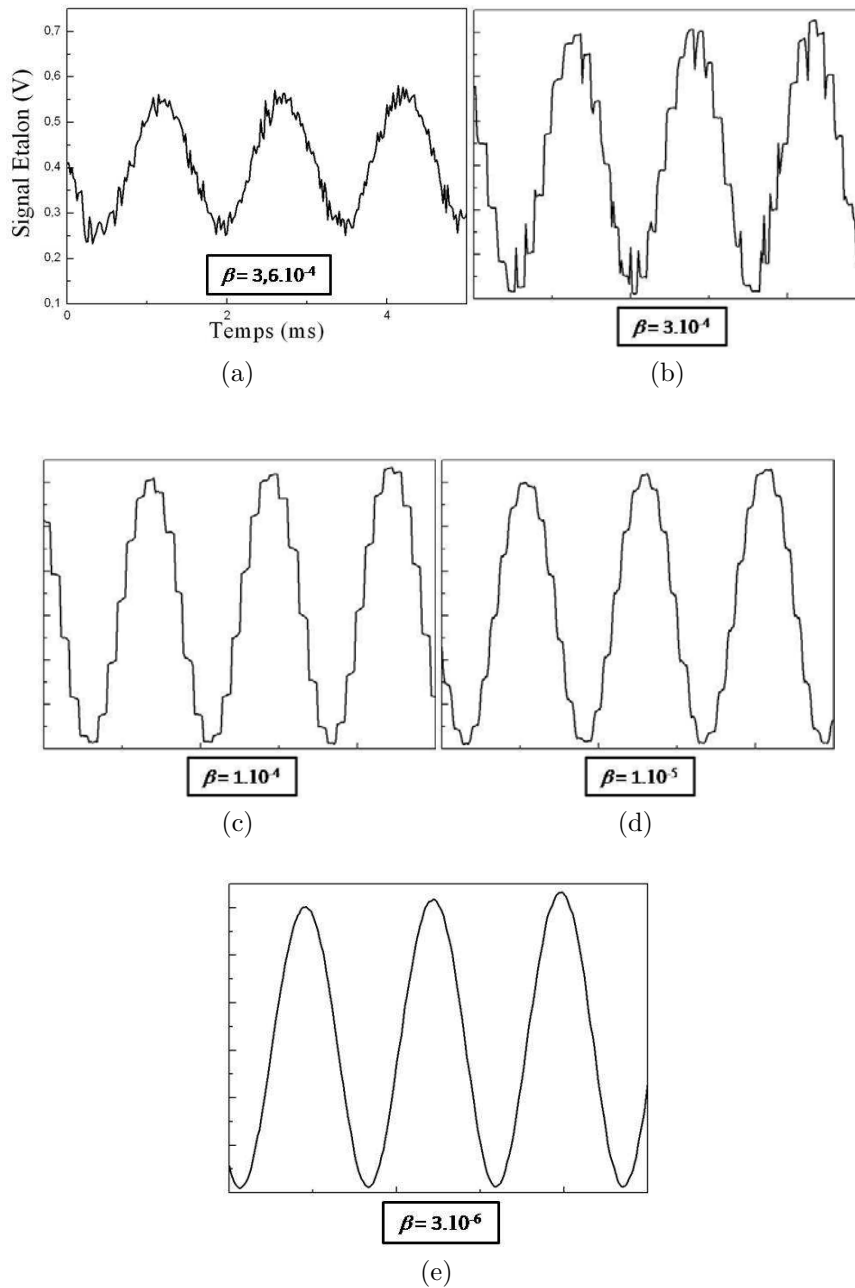 0,7
0,6
0,5
0,4
0,3
0,2
0,1
Signal Etalon (V)
β = 3,6.10⁻⁴
0 2 4
Temps (ms)
(a)
β = 3.10⁻⁴
(b)
β = 1.10⁻⁴
(c)
β = 1.10⁻⁵
(d)
β = 3.10⁻⁶
(e)